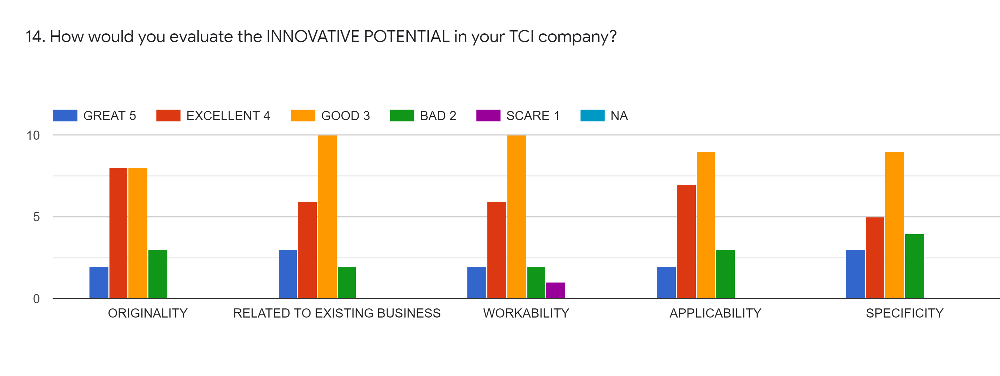 14. How would you evaluate the INNOVATIVE POTENTIAL in your TCI company?
GREAT 5 EXCELLENT 4 GOOD 3 BAD 2 SCARE 1 NA
10
5
0
ORIGINALITY RELATED TO EXISTING BUSINESS WORKABILITY APPLICABILITY SPECIFICITY